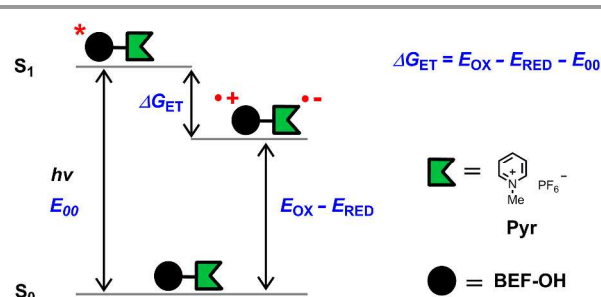 *
S1
ΔGET = EOX – ERED – E00
ΔGET
• +
• -
hv
E00
EOX – ERED
=
+
N
Me
PF6 –
Pyr
S0
= BEF-OH